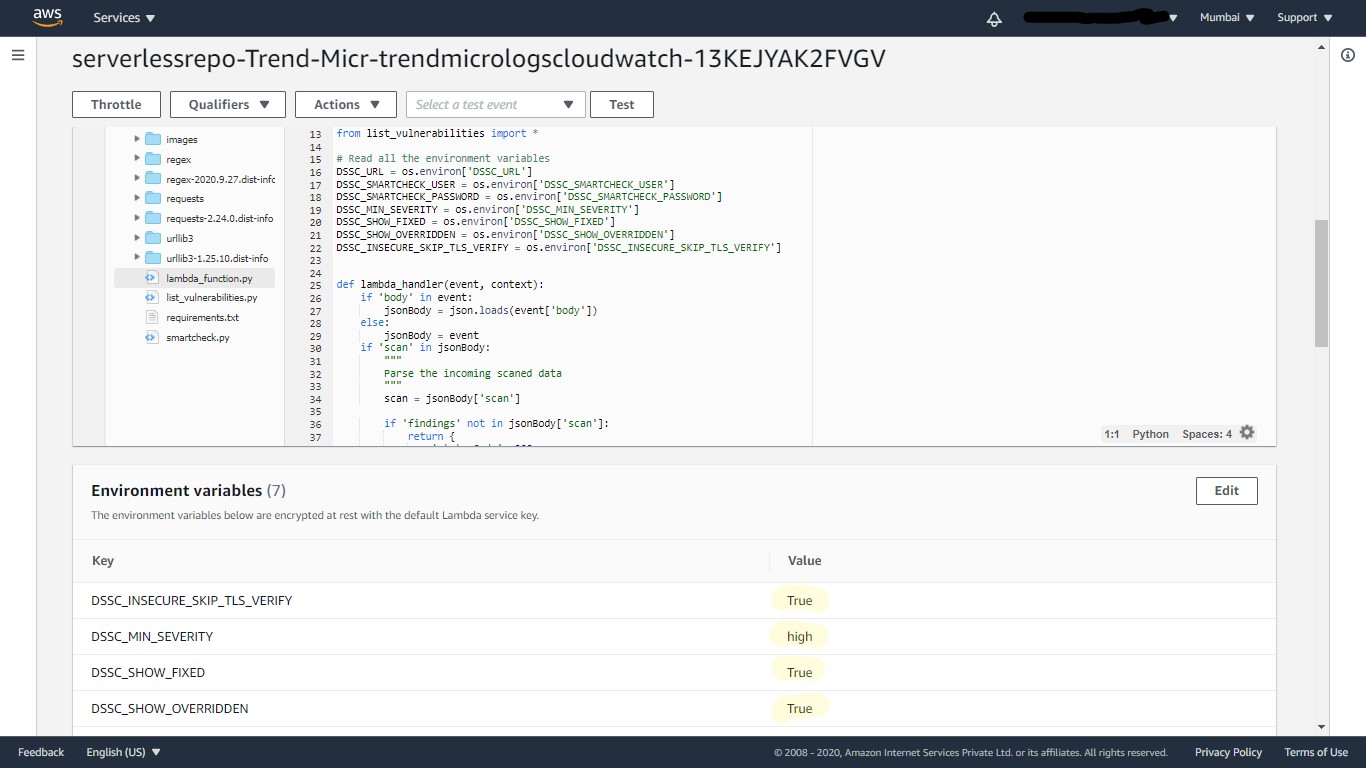 aws Services Mumbai Support
serverlessrepo-Trend-Micr-trendmicrologscloudwatch-13KEJYAK2FVGV
Throttle Qualifiers Actions Select a test event Test
images
regex
regex-2020.9.27.dist-info
requests
requests-2.24.0.dist-info
urllib3
urllib3-1.25.10.dist-info
lambda_function.py
list_vulnerabilities.py
requirements.txt
smartcheck.py
13 from list_vulnerabilities import *
14
15 # Read all the environment variables
16 DSSC_URL = os.environ['DSSC_URL']
17 DSSC_SMARTCHECK_USER = os.environ['DSSC_SMARTCHECK_USER']
18 DSSC_SMARTCHECK_PASSWORD = os.environ['DSSC_SMARTCHECK_PASSWORD']
19 DSSC_MIN_SEVERITY = os.environ['DSSC_MIN_SEVERITY']
20 DSSC_SHOW_FIXED = os.environ['DSSC_SHOW_FIXED']
21 DSSC_SHOW_OVERRIDDEN = os.environ['DSSC_SHOW_OVERRIDDEN']
22 DSSC_INSECURE_SKIP_TLS_VERIFY = os.environ['DSSC_INSECURE_SKIP_TLS_VERIFY']
23
24
25 def lambda_handler(event, context):
26     if 'body' in event:
27         jsonBody = json.loads(event['body'])
28     else:
29         jsonBody = event
30     if 'scan' in jsonBody:
31         """
32         Parse the incoming scaned data
33         """
34         scan = jsonBody['scan']
35
36         if 'findings' not in jsonBody['scan']:
37             return {
1:1 Python Spaces: 4
Environment variables (7) Edit
The environment variables below are encrypted at rest with the default Lambda service key.
Key Value
DSSC_INSECURE_SKIP_TLS_VERIFY True
DSSC_MIN_SEVERITY high
DSSC_SHOW_FIXED True
DSSC_SHOW_OVERRIDDEN True
Feedback English (US) © 2008 - 2020, Amazon Internet Services Private Ltd. or its affiliates. All rights reserved. Privacy Policy Terms of Use